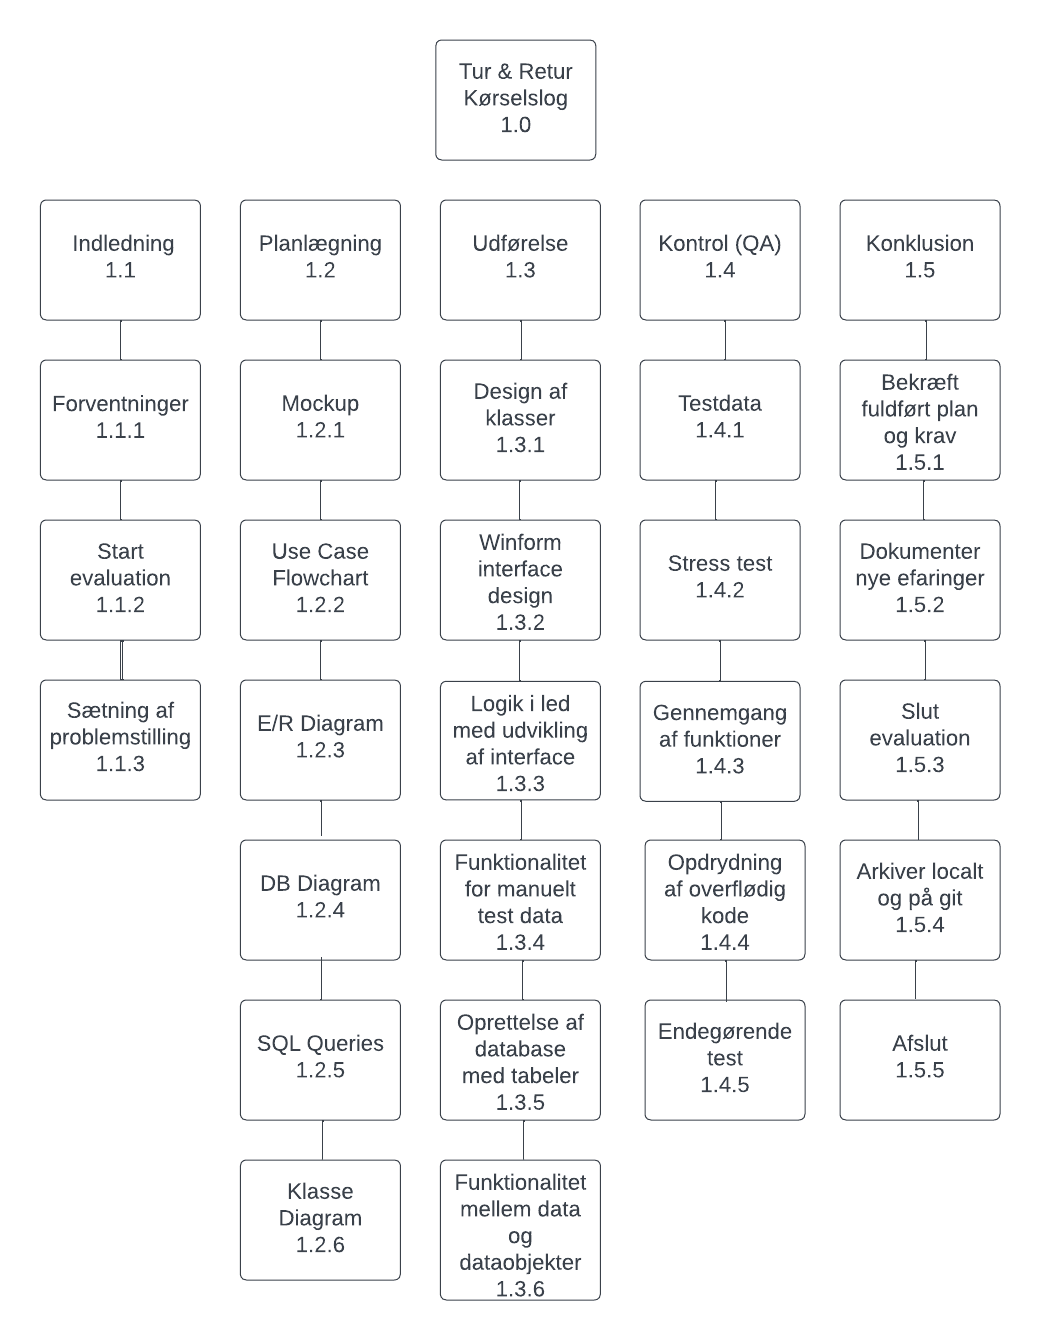 Tur & Retur
Kørselslog
1.0
Indledning
1.1
Planlægning
1.2
Udførelse
1.3
Kontrol (QA)
1.4
Konklusion
1.5
Forventninger
1.1.1
Mockup
1.2.1
Design af
klasser
1.3.1
Testdata
1.4.1
Bekræft
fuldført plan
og krav
1.5.1
Start
evaluation
1.1.2
Use Case
Flowchart
1.2.2
Winform
interface
design
1.3.2
Stress test
1.4.2
Dokumenter
nye efaringer
1.5.2
Sætning af
problemstilling
1.1.3
E/R Diagram
1.2.3
Logik i led
med udvikling
af interface
1.3.3
Gennemgang
af funktioner
1.4.3
Slut
evaluation
1.5.3
DB Diagram
1.2.4
Funktionalitet
for manuelt
test data
1.3.4
Opdrydning
af overflødig
kode
1.4.4
Arkiver localt
og på git
1.5.4
SQL Queries
1.2.5
Oprettelse af
database
med tabeler
1.3.5
Endegørende
test
1.4.5
Afslut
1.5.5
Klasse
Diagram
1.2.6
Funktionalitet
mellem data
og
dataobjekter
1.3.6